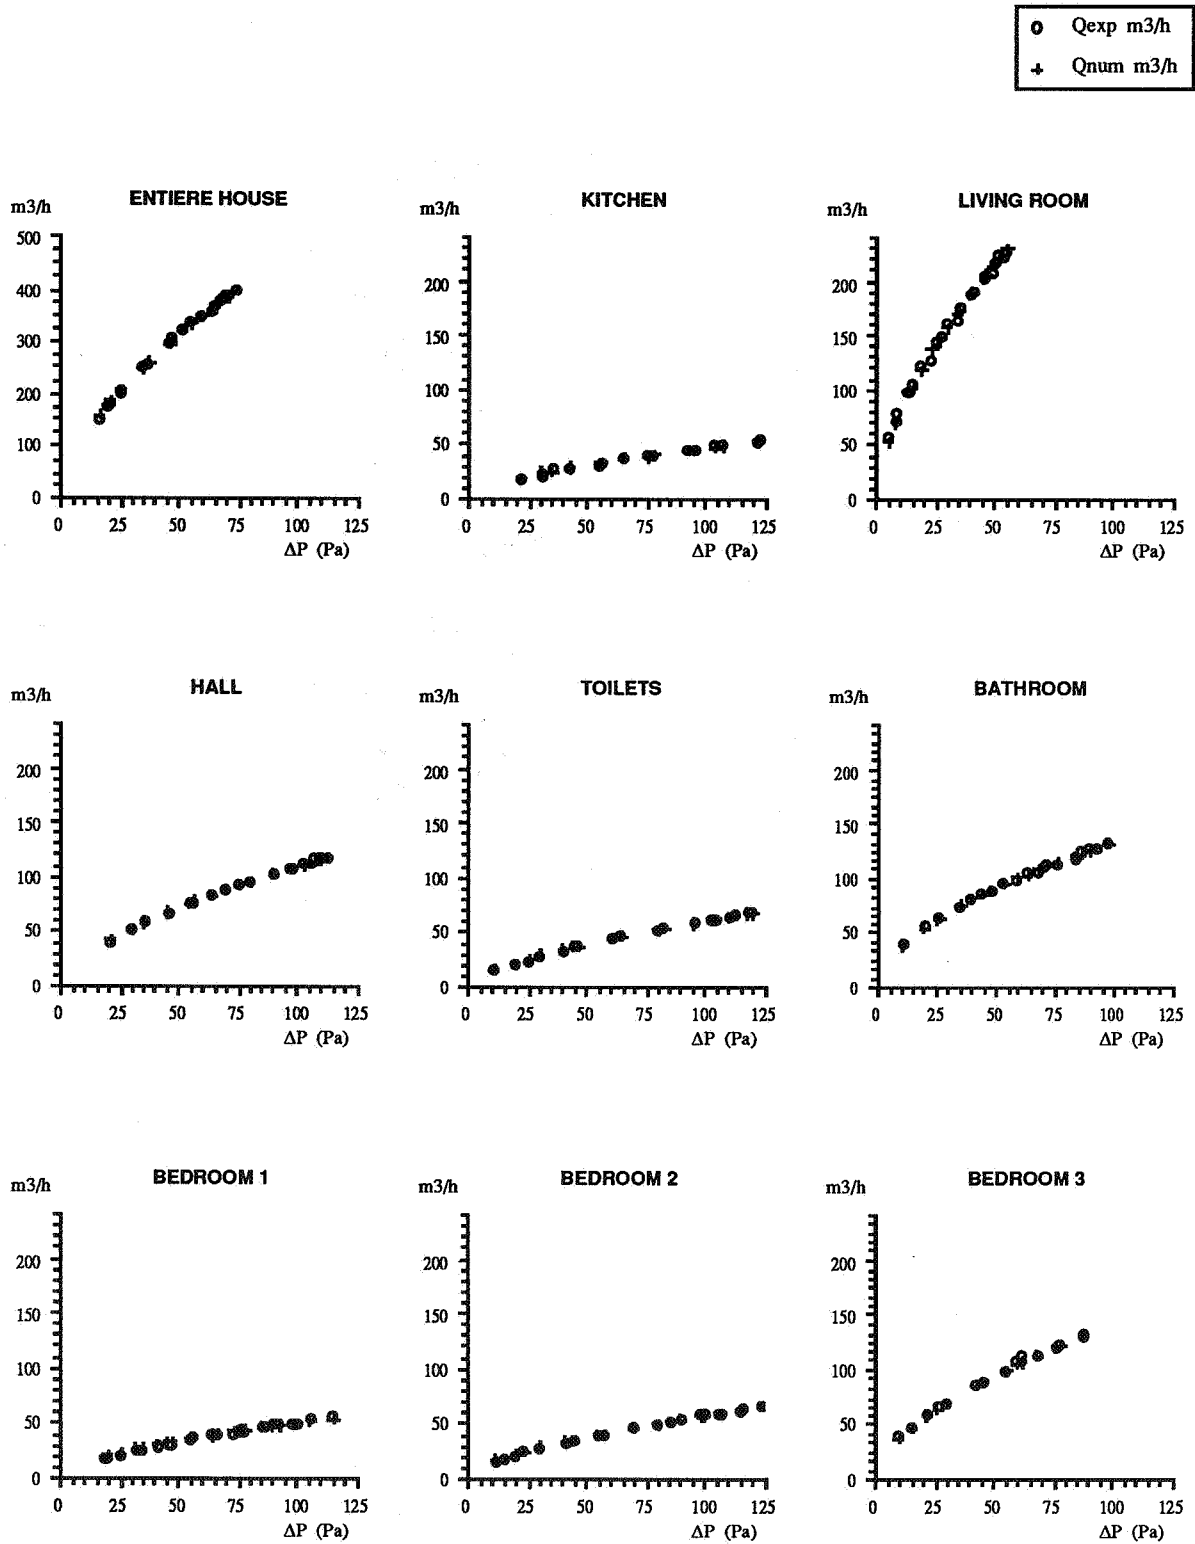 Qexp m3/h
Qnum m3/h
ENTIERE HOUSE
m3/h
500
400
300
200
100
0
0 25 50 75 100 125
ΔP (Pa)
KITCHEN
m3/h
200
150
100
50
0
0 25 50 75 100 125
ΔP (Pa)
LIVING ROOM
m3/h
200
150
100
50
0
0 25 50 75 100 125
ΔP (Pa)
HALL
m3/h
200
150
100
50
0
0 25 50 75 100 125
ΔP (Pa)
TOILETS
m3/h
200
150
100
50
0
0 25 50 75 100 125
ΔP (Pa)
BATHROOM
m3/h
200
150
100
50
0
0 25 50 75 100 125
ΔP (Pa)
BEDROOM 1
m3/h
200
150
100
50
0
0 25 50 75 100 125
ΔP (Pa)
BEDROOM 2
m3/h
200
150
100
50
0
0 25 50 75 100 125
ΔP (Pa)
BEDROOM 3
m3/h
200
150
100
50
0
0 25 50 75 100 125
ΔP (Pa)